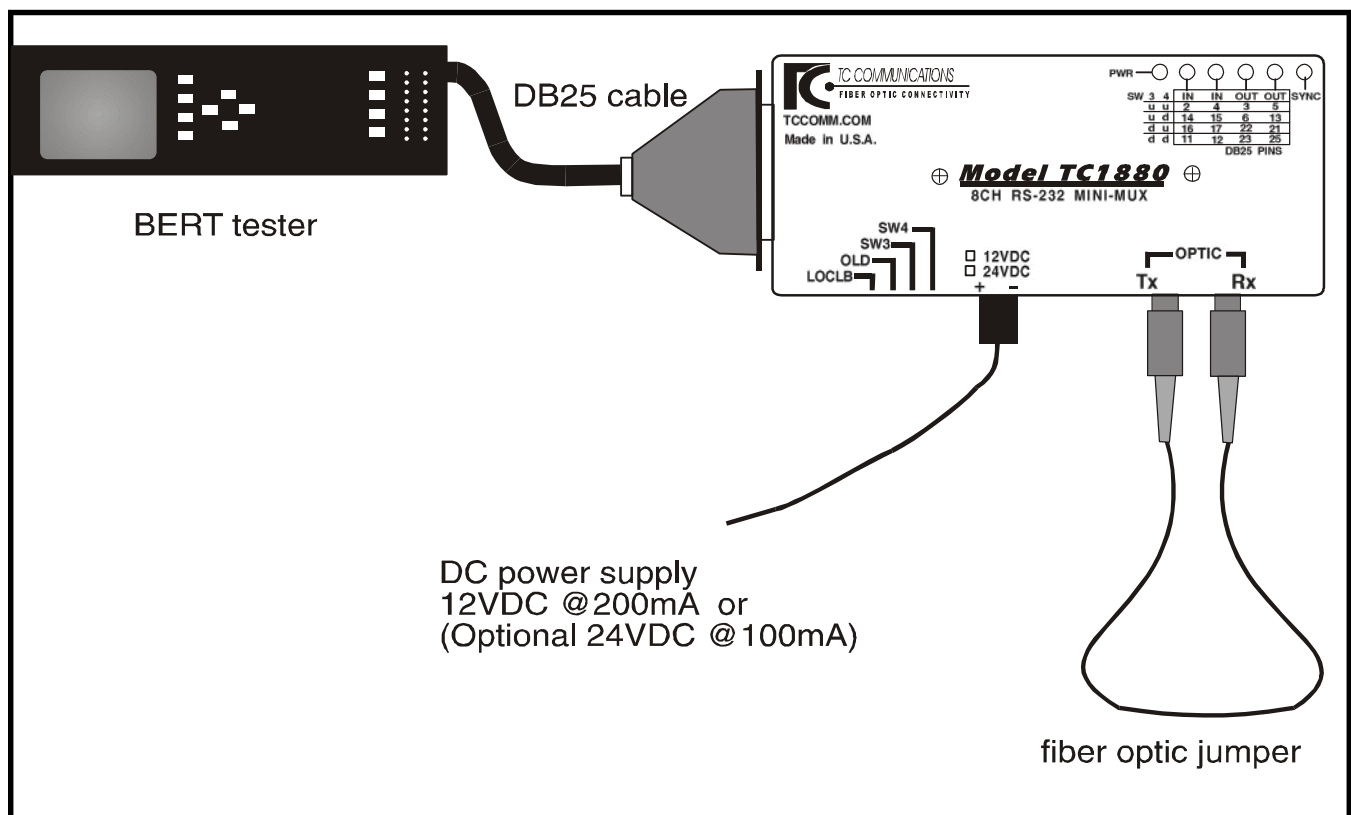 BERT tester
DB25 cable
TC COMMUNICATIONS
FIBER OPTIC CONNECTIVITY
TCCOMM.COM
Made in U.S.A.
PWR
SW 3 4 IN IN OUT OUT SYNC
u u 2 4 3 5
u d 14 15 6 13
d u 16 17 22 21
d d 11 12 23 25
DB25 PINS
Model TC1880
8CH RS-232 MINI-MUX
SW4
SW3
OLD
LOCLB
12VDC
24VDC
+ –
OPTIC
Tx Rx
DC power supply
12VDC @200mA or
(Optional 24VDC @100mA)
fiber optic jumper